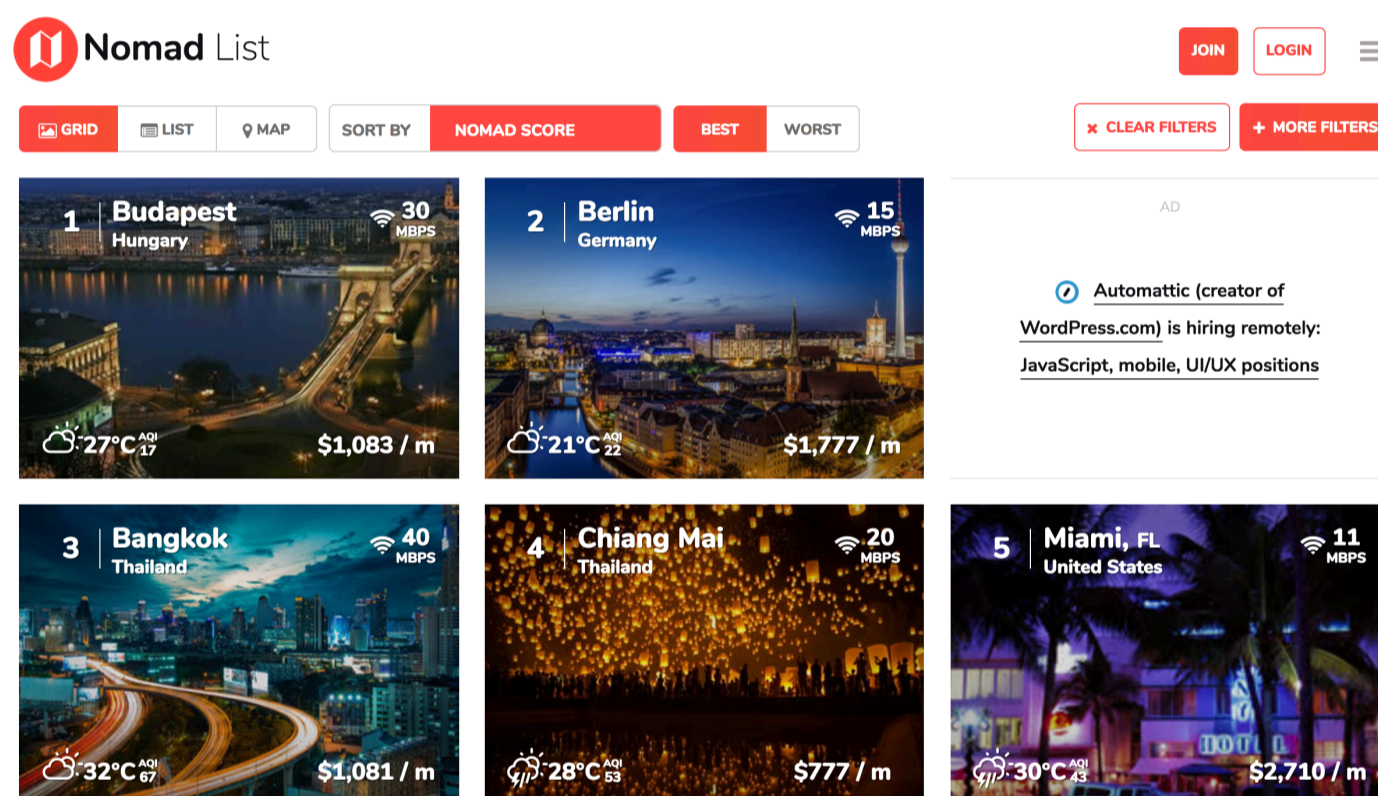 Nomad List
JOIN
LOGIN
GRID
LIST
MAP
SORT BY
NOMAD SCORE
BEST
WORST
CLEAR FILTERS
MORE FILTERS
1
Budapest
Hungary
30
MBPS
27°C
AQI
17
$1,083 / m
2
Berlin
Germany
15
MBPS
21°C
AQI
22
$1,777 / m
AD
Automattic (creator of
WordPress.com) is hiring remotely:
JavaScript, mobile, UI/UX positions
3
Bangkok
Thailand
40
MBPS
32°C
AQI
67
$1,081 / m
4
Chiang Mai
Thailand
20
MBPS
28°C
AQI
53
$777 / m
5
Miami, FL
United States
11
MBPS
HOTEL
30°C
AQI
43
$2,710 / m